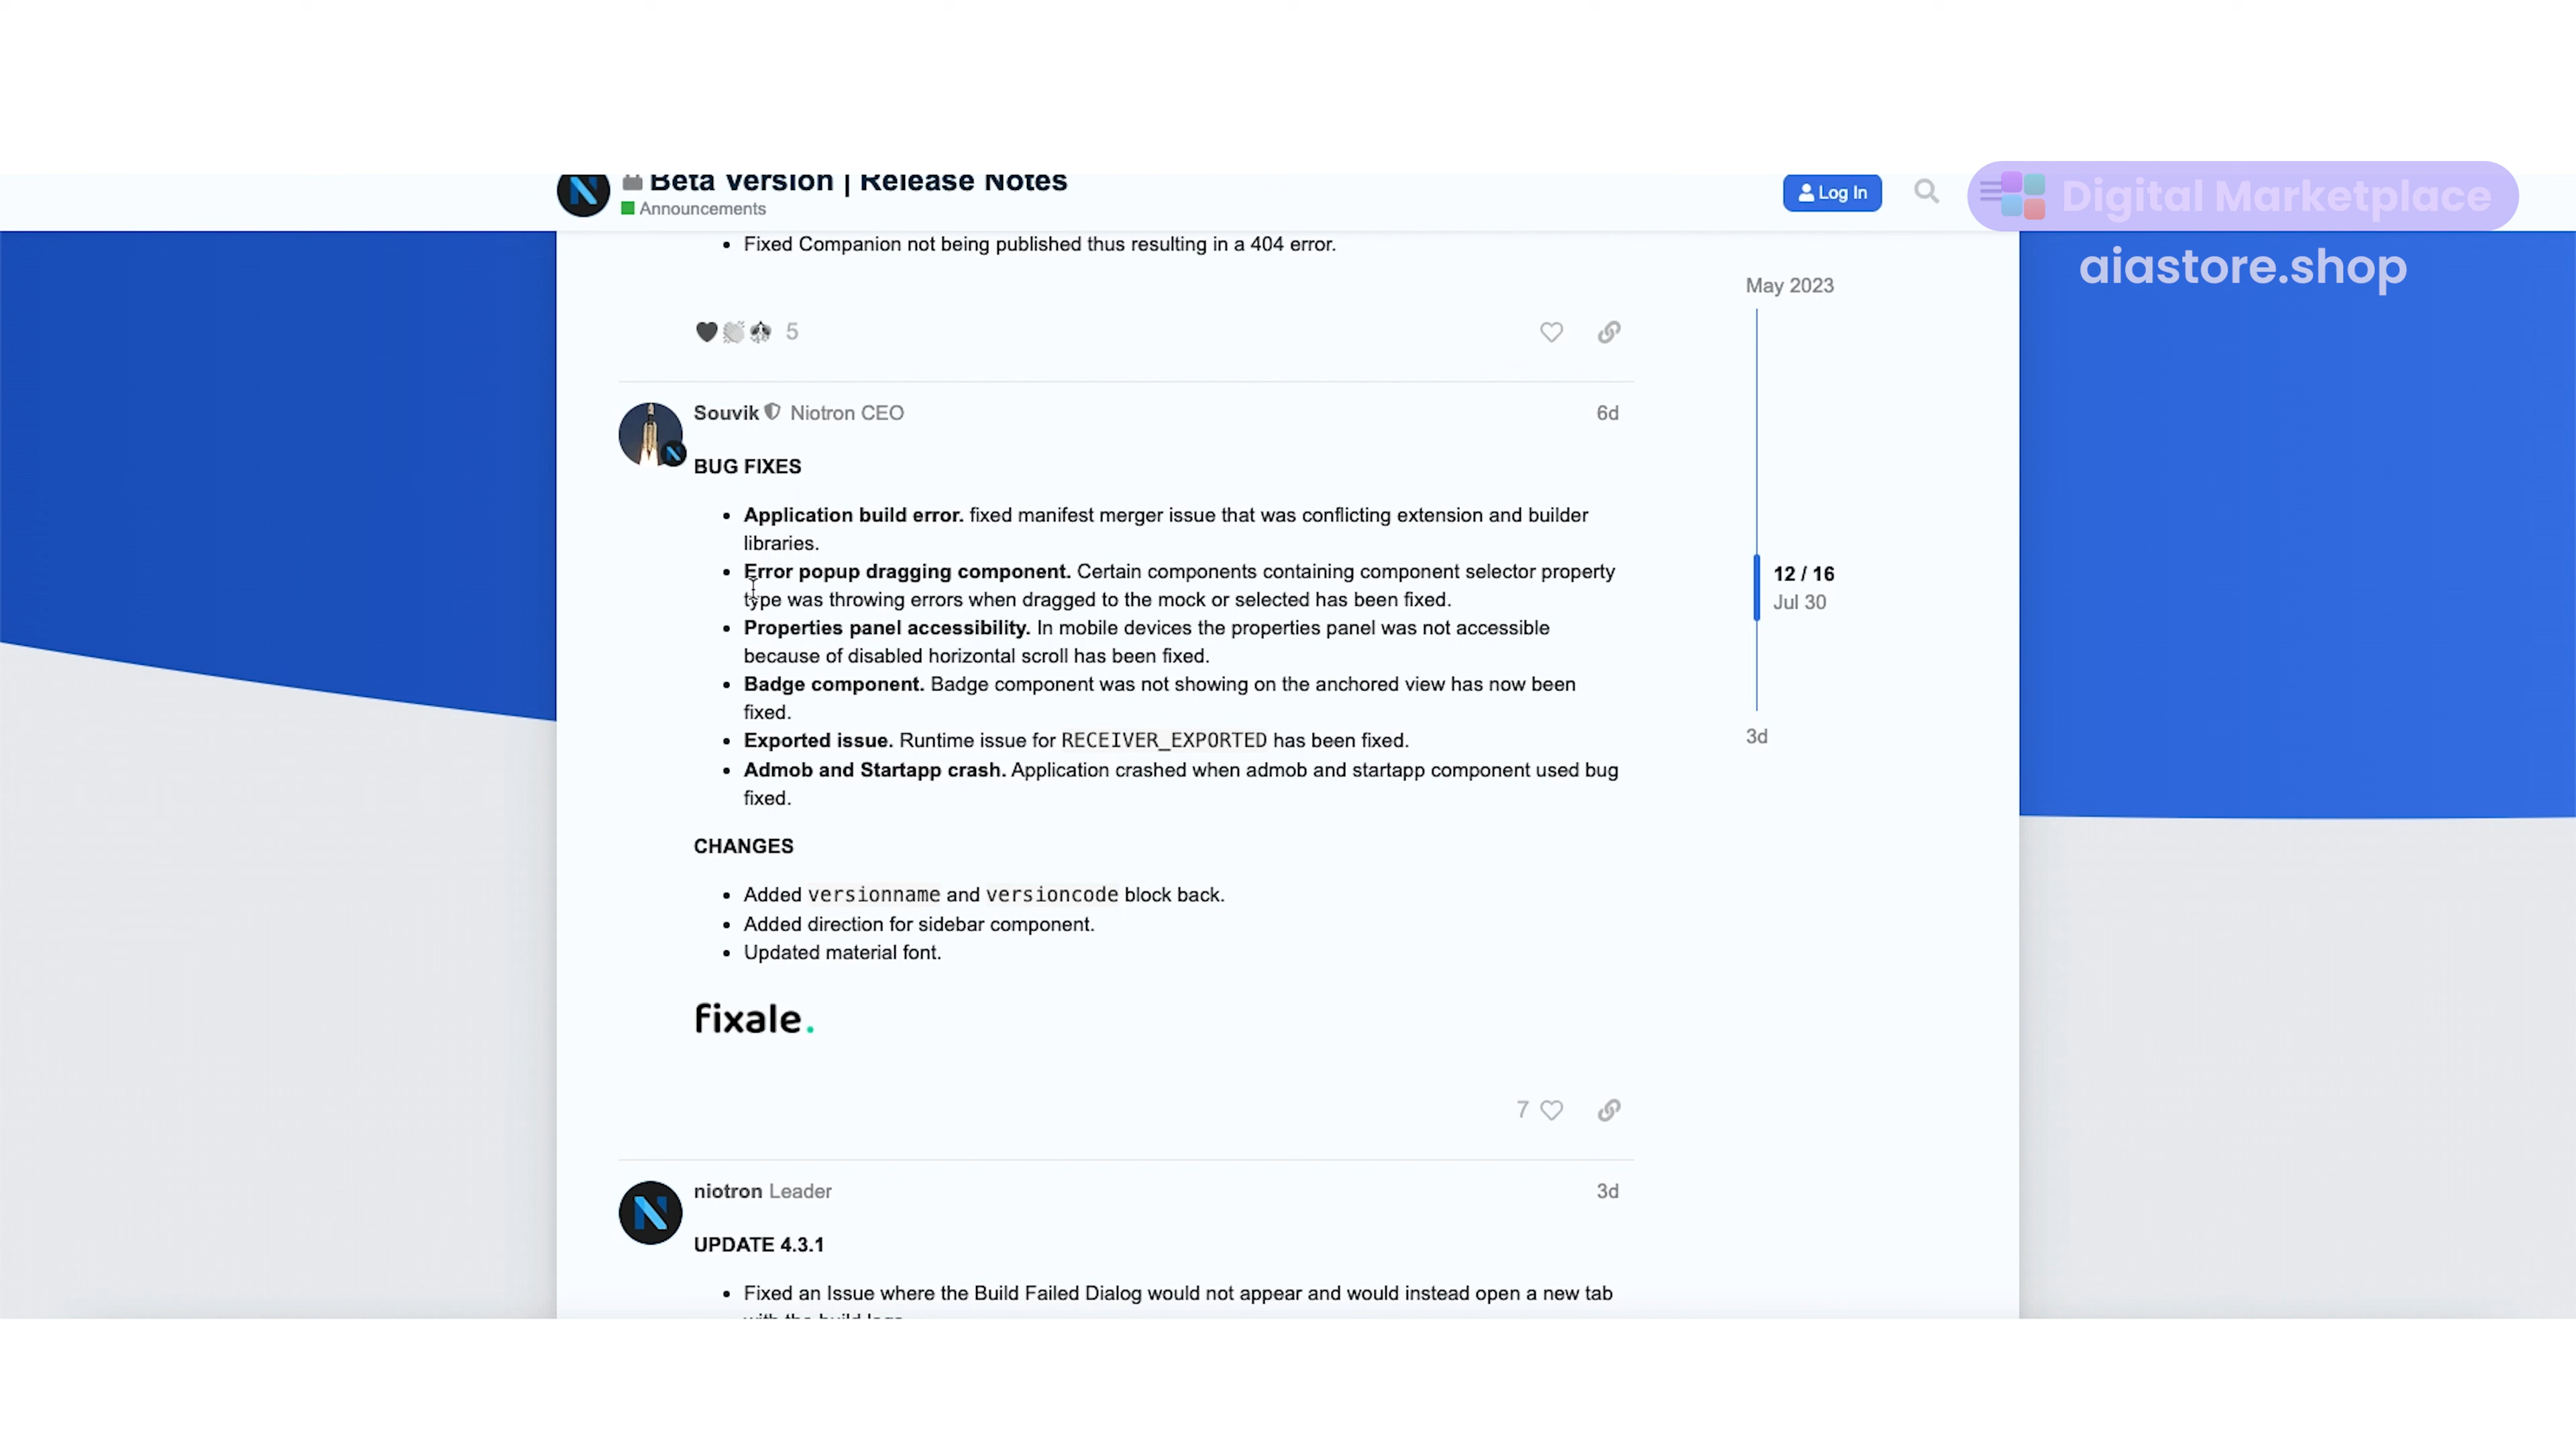 Beta Version | Release Notes
Announcements
Log In
Digital Marketplace
aiastore.shop
Fixed Companion not being published thus resulting in a 404 error.
5
May 2023
12 / 16
Jul 30
3d
Souvik Niotron CEO 6d
BUG FIXES
Application build error. fixed manifest merger issue that was conflicting extension and builder
libraries.
Error popup dragging component. Certain components containing component selector property
type was throwing errors when dragged to the mock or selected has been fixed.
Properties panel accessibility. In mobile devices the properties panel was not accessible
because of disabled horizontal scroll has been fixed.
Badge component. Badge component was not showing on the anchored view has now been
fixed.
Exported issue. Runtime issue for RECEIVER_EXPORTED has been fixed.
Admob and Startapp crash. Application crashed when admob and startapp component used bug
fixed.
CHANGES
Added versionname and versioncode block back.
Added direction for sidebar component.
Updated material font.
fixale.
7
niotron Leader 3d
UPDATE 4.3.1
Fixed an Issue where the Build Failed Dialog would not appear and would instead open a new tab
with the build logs